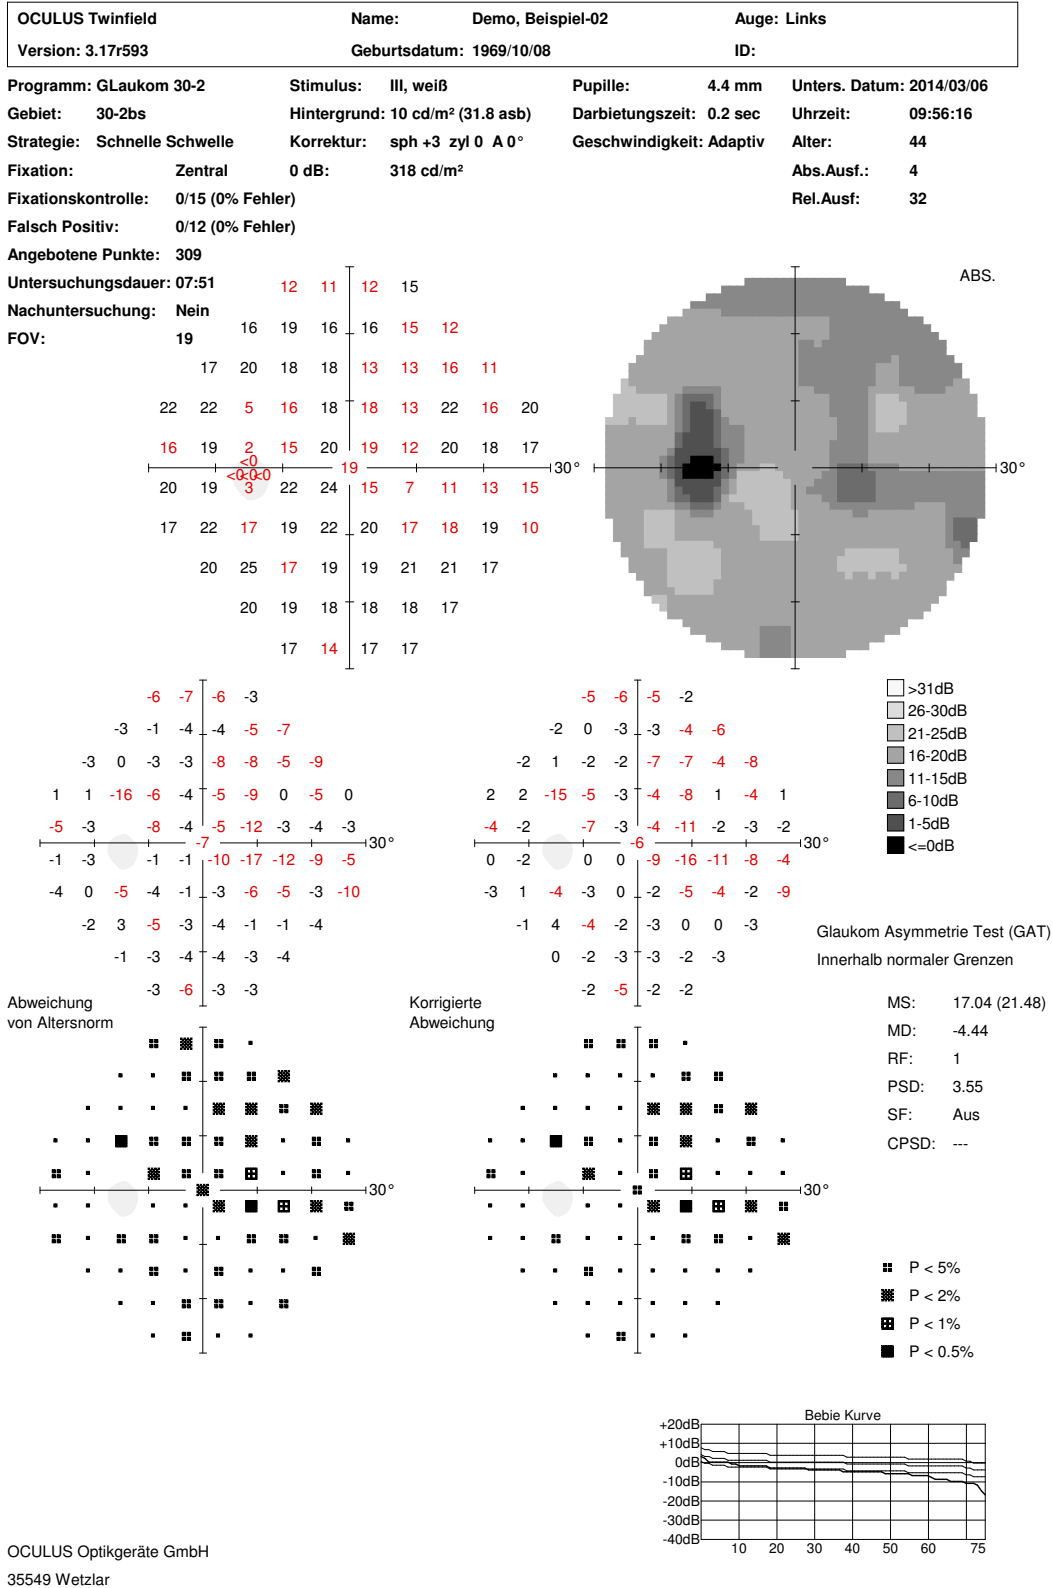 OCULUS Twinfield Name: Demo, Beispiel-02 Auge: Links
Version: 3.17r593 Geburtsdatum: 1969/10/08 ID:
Programm: GLaukom 30-2 Stimulus: III, weiß Pupille: 4.4 mm Unters. Datum: 2014/03/06
Gebiet: 30-2bs Hintergrund: 10 cd/m² (31.8 asb) Darbietungszeit: 0.2 sec Uhrzeit: 09:56:16
Strategie: Schnelle Schwelle Korrektur: sph +3 zyl 0 A 0° Geschwindigkeit: Adaptiv Alter: 44
Fixation: Zentral 0 dB: 318 cd/m² Abs.Ausf.: 4
Fixationskontrolle: 0/15 (0% Fehler) Rel.Ausf: 32
Falsch Positiv: 0/12 (0% Fehler)
Angebotene Punkte: 309
Untersuchungsdauer: 07:51
Nachuntersuchung: Nein
FOV: 19
ABS.
12 11 12 15
16 19 16 16 15 12
17 20 18 18 13 13 16 11
22 22 5 16 18 18 13 22 16 20
16 19 2 15 20 19 12 20 18 17
<0
<0 <0 <0 19 30° 30°
20 19 3 22 24 15 7 11 13 15
17 22 17 19 22 20 17 18 19 10
20 25 17 19 19 21 21 17
20 19 18 18 18 17
17 14 17 17
-6 -7 -6 -3
-3 -1 -4 -4 -5 -7
-3 0 -3 -3 -8 -8 -5 -9
1 1 -16 -6 -4 -5 -9 0 -5 0
-5 -3 -8 -4 -5 -12 -3 -4 -3
-7 30°
-1 -3 -1 -1 -10 -17 -12 -9 -5
-4 0 -5 -4 -1 -3 -6 -5 -3 -10
-2 3 -5 -3 -4 -1 -1 -4
-1 -3 -4 -4 -3 -4
-3 -6 -3 -3
Abweichung
von Altersnorm
-5 -6 -5 -2
-2 0 -3 -3 -4 -6
-2 1 -2 -2 -7 -7 -4 -8
2 2 -15 -5 -3 -4 -8 1 -4 1
-4 -2 -7 -3 -4 -11 -2 -3 -2
-6 30°
0 -2 0 0 -9 -16 -11 -8 -4
-3 1 -4 -3 0 -2 -5 -4 -2 -9
-1 4 -4 -2 -3 0 0 -3
0 -2 -3 -3 -2 -3
-2 -5 -2 -2
Korrigierte
Abweichung
>31dB
26-30dB
21-25dB
16-20dB
11-15dB
6-10dB
1-5dB
<=0dB
Glaukom Asymmetrie Test (GAT)
Innerhalb normaler Grenzen
MS: 17.04 (21.48)
MD: -4.44
RF: 1
PSD: 3.55
SF: Aus
CPSD: ---
30° 30°
P < 5%
P < 2%
P < 1%
P < 0.5%
Bebie Kurve
+20dB
+10dB
0dB
-10dB
-20dB
-30dB
-40dB
10 20 30 40 50 60 75
OCULUS Optikgeräte GmbH
35549 Wetzlar